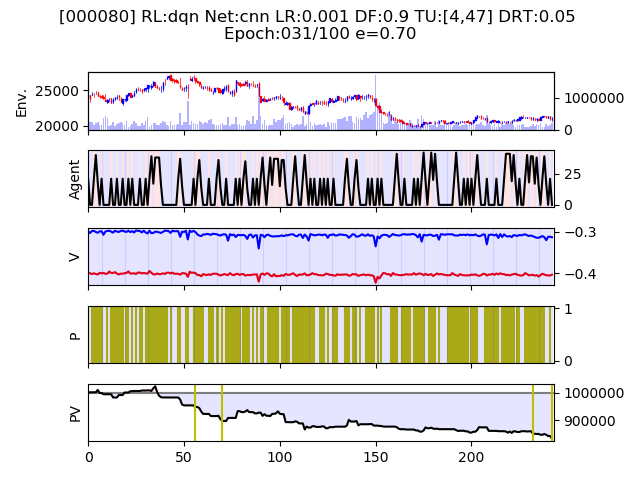 [000080] RL:dqn Net:cnn LR:0.001 DF:0.9 TU:[4,47] DRT:0.05
Epoch:031/100 e=0.70
Env.
25000
20000
1000000
0
Agent
25
0
V
−0.3
−0.4
P
1
0
PV
1000000
900000
0 50 100 150 200